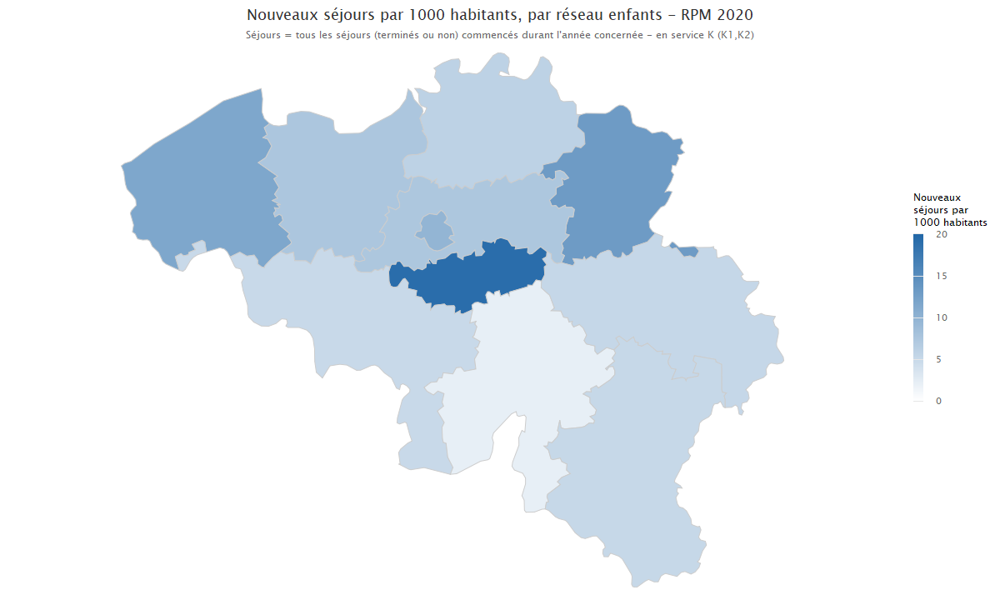 Nouveaux séjours par 1000 habitants, par réseau enfants – RPM 2020
Séjours = tous les séjours (terminés ou non) commencés durant l'année concernée – en service K (K1,K2)
Nouveaux
séjours par
1000 habitants
20
15
10
5
0